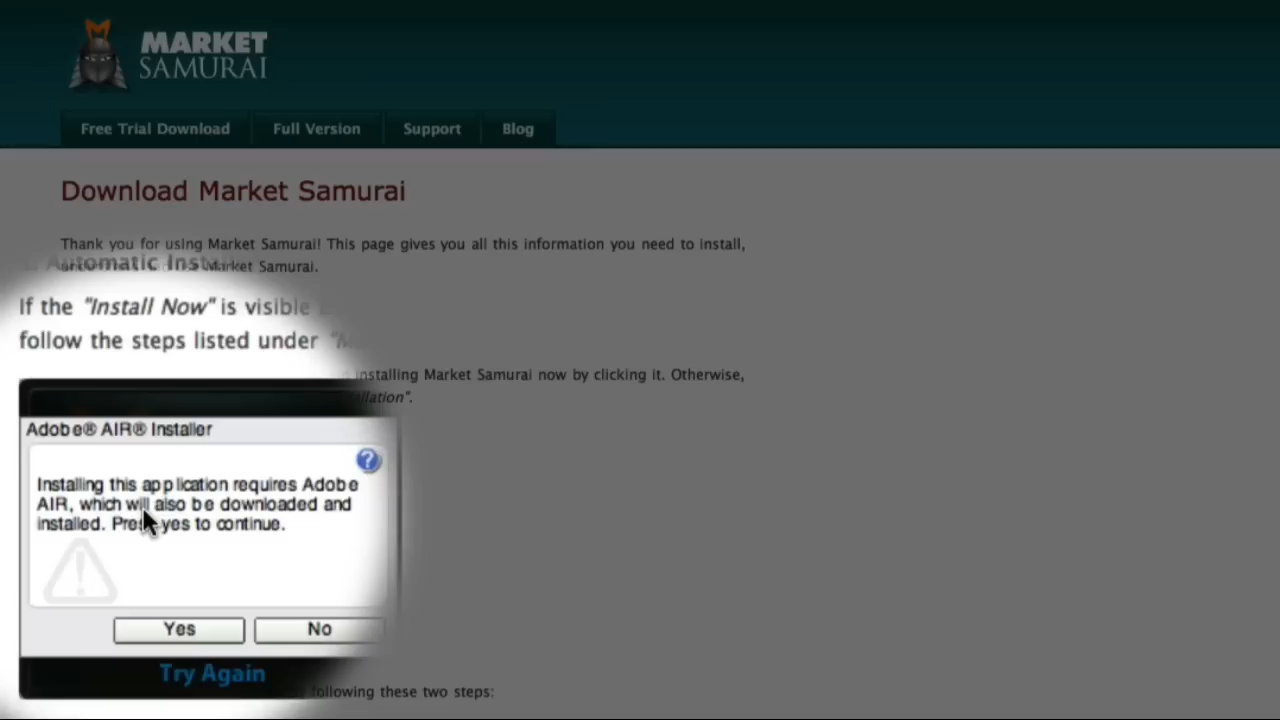 MARKET
SAMURAI
Free Trial Download
Full Version
Support
Blog
Download Market Samurai
Thank you for using Market Samurai! This page gives you all this information you need to install,
Market Samurai.
Automatic Instal
If the "Install Now" is visible
follow the steps listed under
installing Market Samurai now by clicking it. Otherwise,
Adobe® AIR® Installer
Installing this application requires Adobe
AIR, which will also be downloaded and
installed. Press yes to continue.
Yes
No
Try Again
following these two steps: